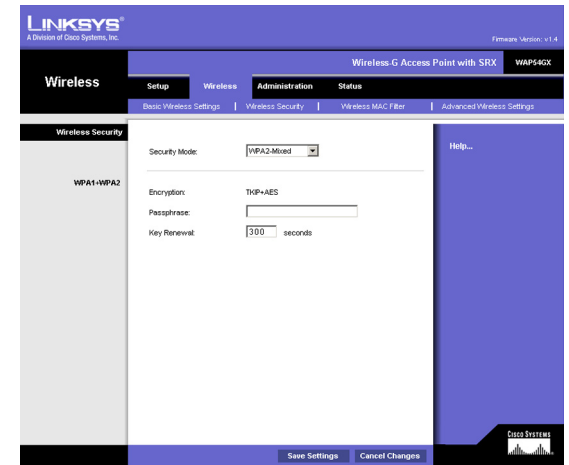 LINKSYS®
A Division of Cisco Systems, Inc.
Firmware Version: v1.4
Wireless-G Access Point with SRX WAP54GX
Wireless
Setup Wireless Administration Status
Basic Wireless Settings | Wireless Security | Wireless MAC Filter | Advanced Wireless Settings
Wireless Security
Security Mode: WPA2-Mixed
Help...
WPA1+WPA2
Encryption: TKIP+AES
Passphrase:
Key Renewal: 300 seconds
CISCO SYSTEMS
Save Settings Cancel Changes